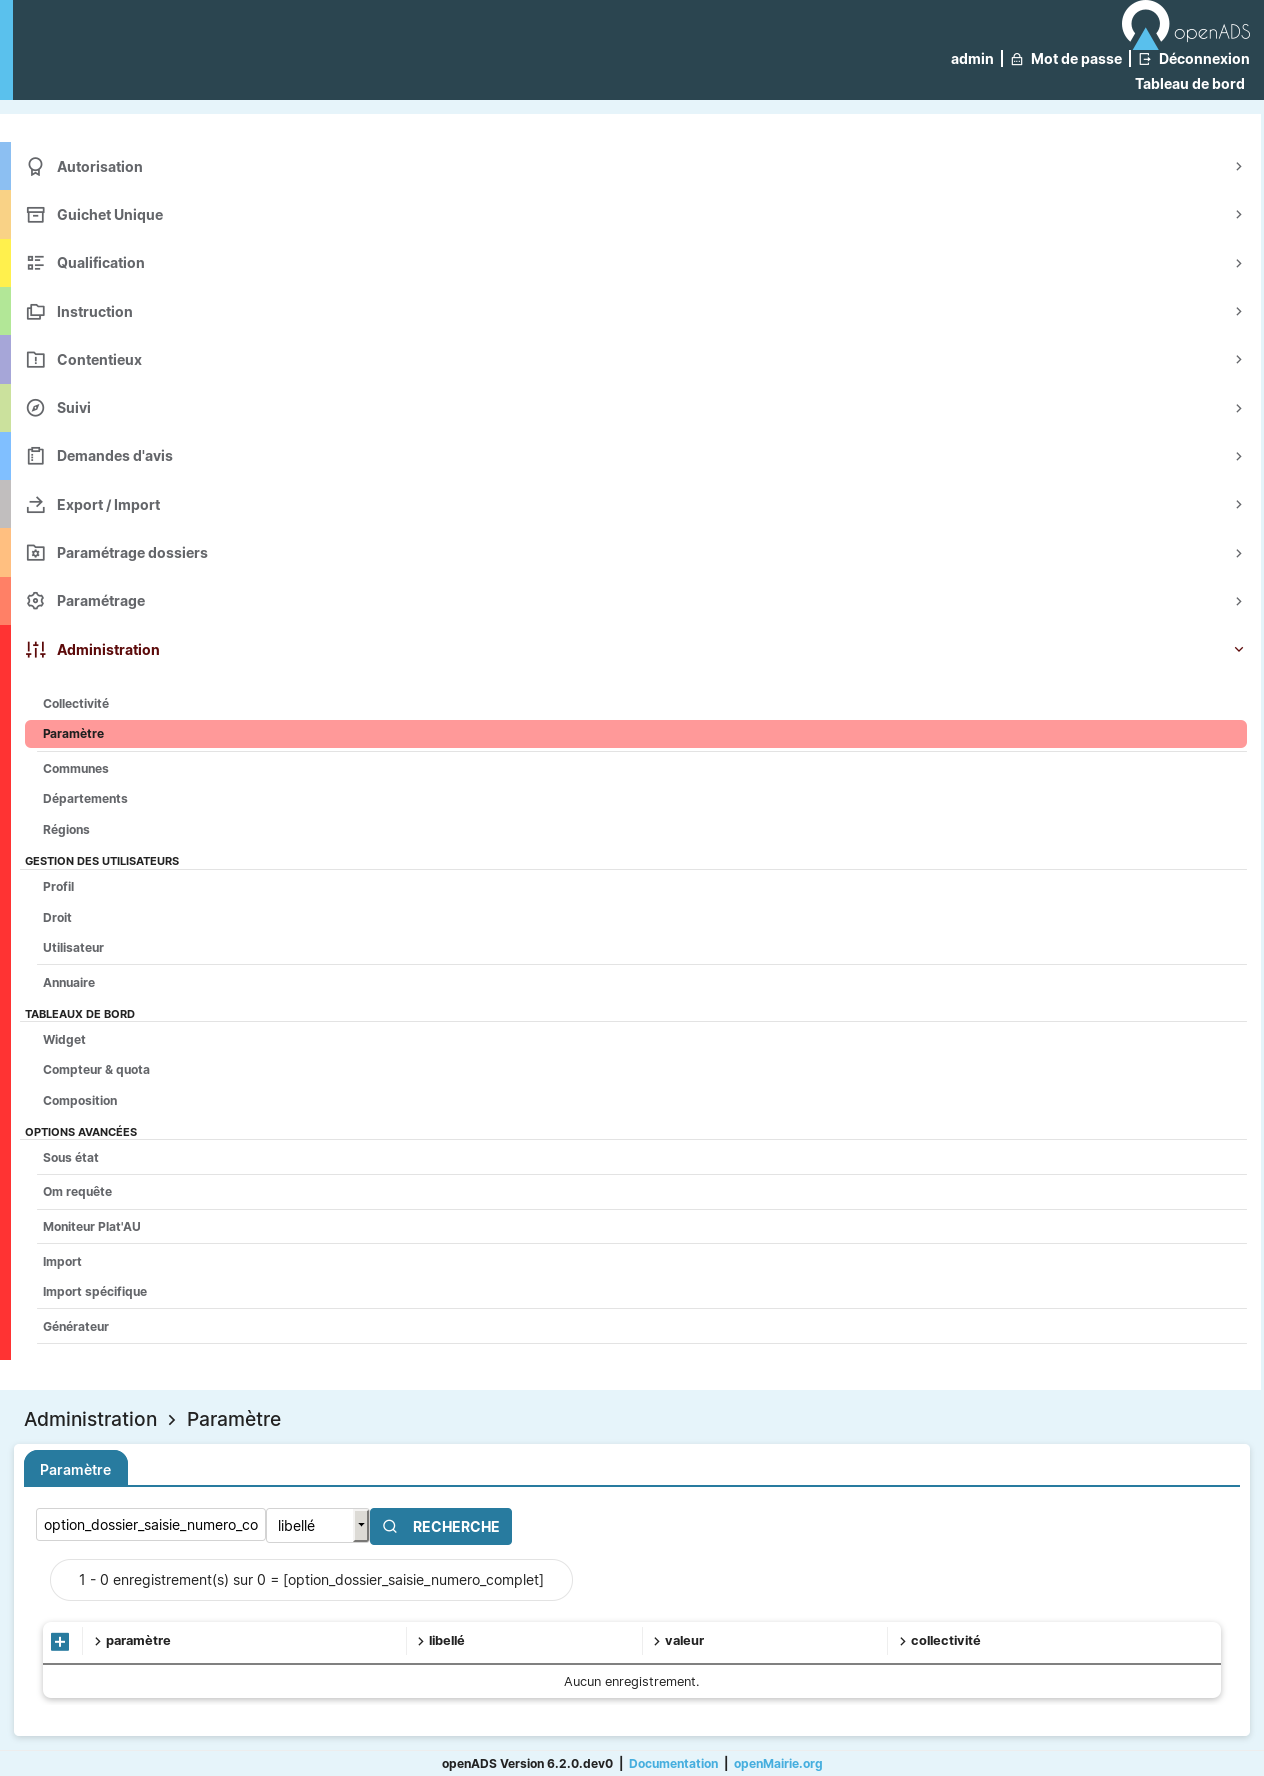 openADS
admin | Mot de passe | Déconnexion
Tableau de bord
Autorisation
Guichet Unique
Qualification
Instruction
Contentieux
Suivi
Demandes d'avis
Export / Import
Paramétrage dossiers
Paramétrage
Administration
Collectivité
Paramètre
Communes
Départements
Régions
GESTION DES UTILISATEURS
Profil
Droit
Utilisateur
Annuaire
TABLEAUX DE BORD
Widget
Compteur & quota
Composition
OPTIONS AVANCÉES
Sous état
Om requête
Moniteur Plat'AU
Import
Import spécifique
Générateur
Administration > Paramètre
Paramètre
option_dossier_saisie_numero_co libellé RECHERCHE
1 - 0 enregistrement(s) sur 0 = [option_dossier_saisie_numero_complet]
paramètre libellé valeur collectivité
Aucun enregistrement.
openADS Version 6.2.0.dev0 | Documentation | openMairie.org